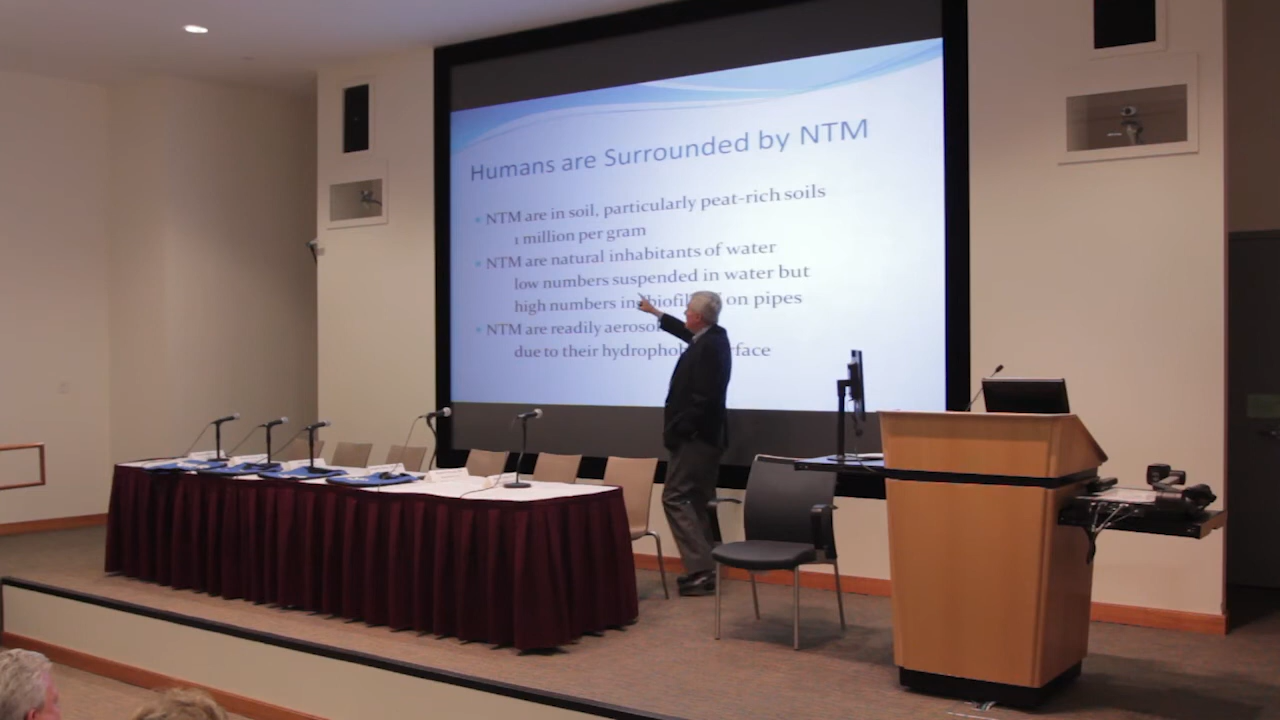 Humans are Surrounded by NTM
NTM are in soil, particularly peat-rich soils
1 million per gram
NTM are natural inhabitants of water
low numbers suspended in water but
high numbers in on pipes
NTM are readily
due to their